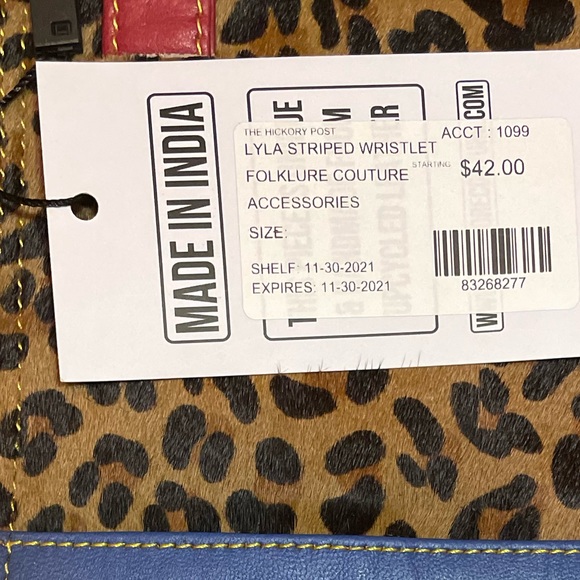 MADE IN INDIA
THE HICKORY POST
ACCT : 1099
LYLA STRIPED WRISTLET
FOLKLURE COUTURE
STARTING
$42.00
ACCESSORIES
SIZE:
SHELF: 11-30-2021
EXPIRES: 11-30-2021
83268277
.COM